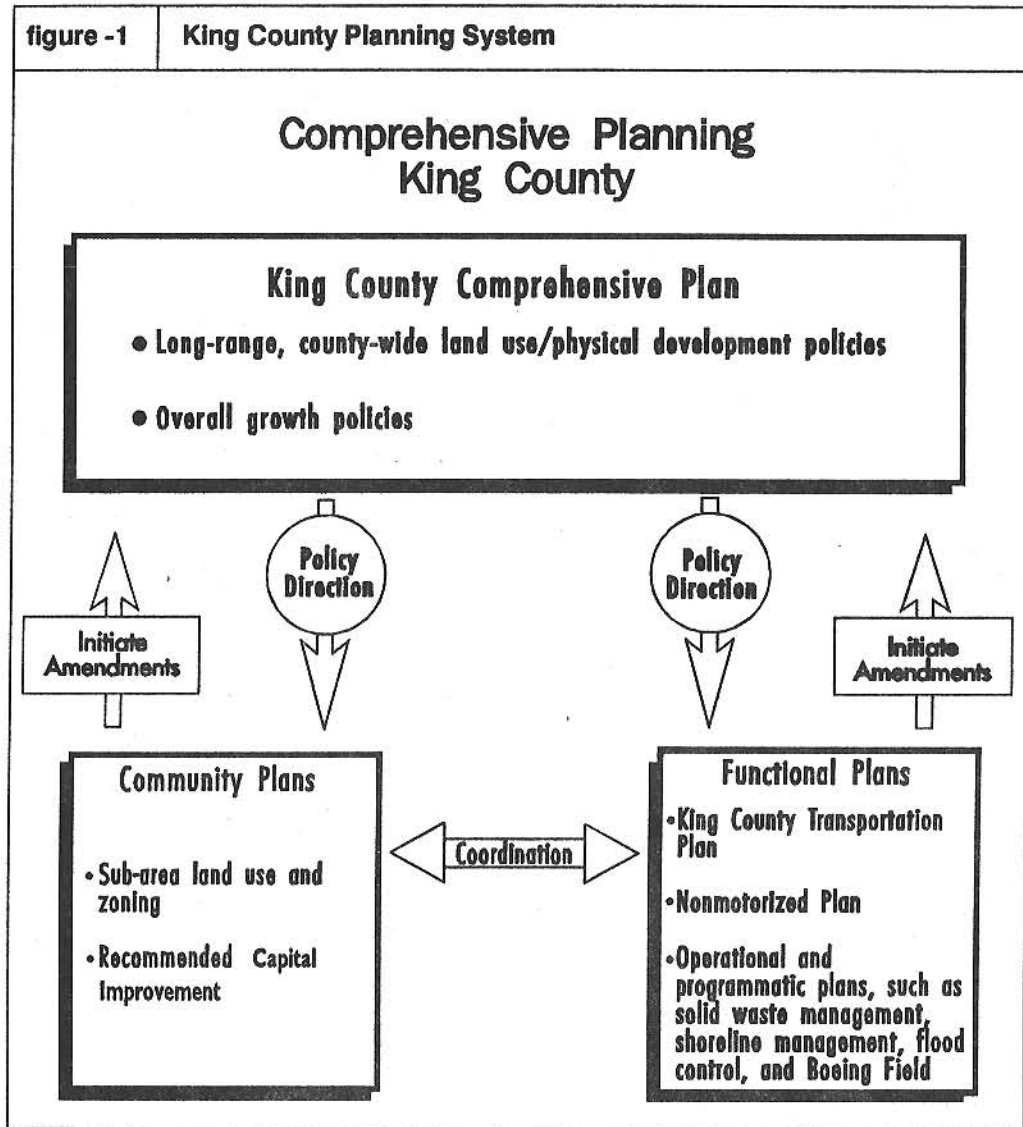 figure -1
King County Planning System
Comprehensive Planning
King County
King County Comprehensive Plan
• Long-range, county-wide land use/physical development policies
• Overall growth policies
Policy
Direction
Policy
Direction
Initiate
Amendments
Initiate
Amendments
Community Plans
• Sub-area land use and
zoning
• Recommended Capital
Improvement
Coordination
Functional Plans
• King County Transportation
Plan
• Nonmotorized Plan
• Operational and
programmatic plans, such as
solid waste management,
shoreline management, flood
control, and Boeing Field